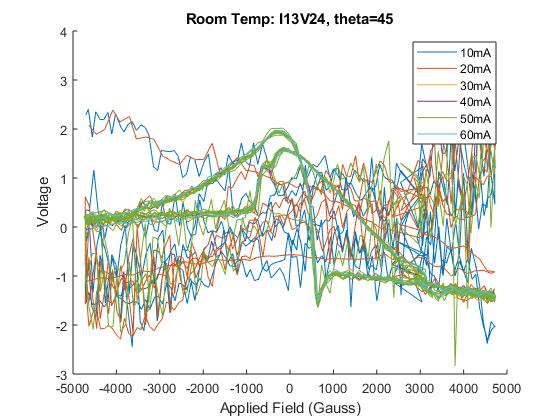 Room Temp: I13V24, theta=45
4
3
2
1
0
-1
-2
-3
Voltage
-5000 -4000 -3000 -2000 -1000 0 1000 2000 3000 4000 5000
Applied Field (Gauss)
10mA
20mA
30mA
40mA
50mA
60mA